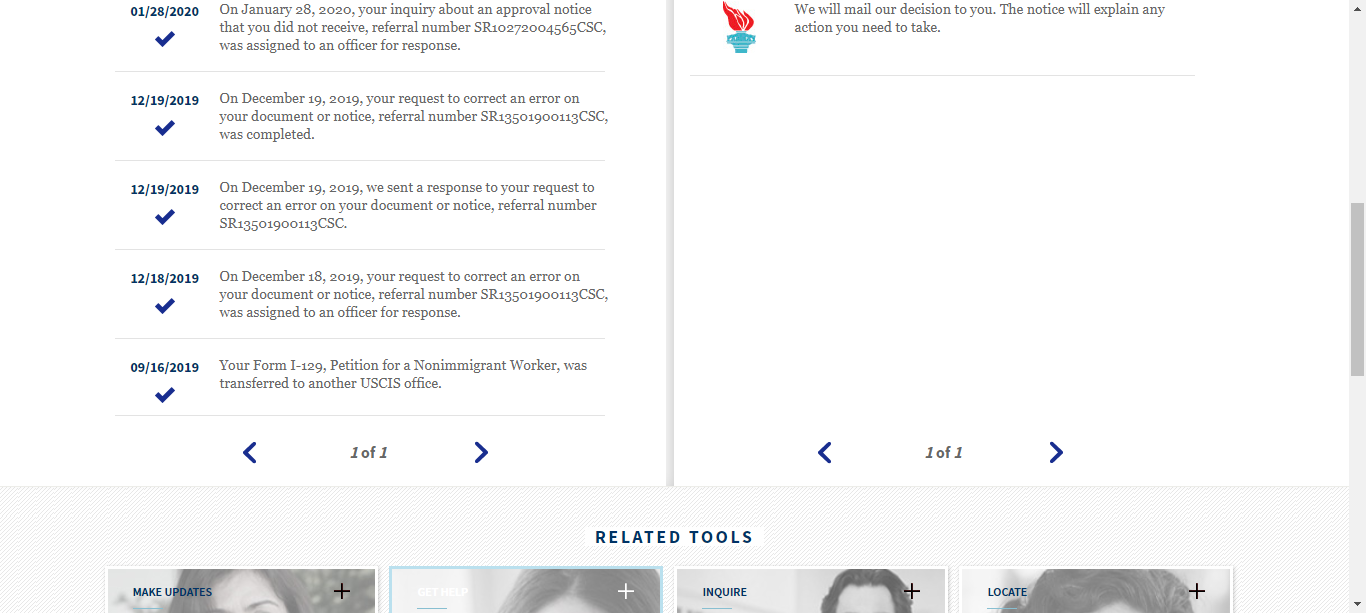 01/28/2020
On January 28, 2020, your inquiry about an approval notice
that you did not receive, referral number SR10272004565CSC,
was assigned to an officer for response.
12/19/2019
On December 19, 2019, your request to correct an error on
your document or notice, referral number SR13501900113CSC,
was completed.
12/19/2019
On December 19, 2019, we sent a response to your request to
correct an error on your document or notice, referral number
SR13501900113CSC.
12/18/2019
On December 18, 2019, your request to correct an error on
your document or notice, referral number SR13501900113CSC,
was assigned to an officer for response.
09/16/2019
Your Form I-129, Petition for a Nonimmigrant Worker, was
transferred to another USCIS office.
1 of 1
We will mail our decision to you. The notice will explain any
action you need to take.
1 of 1
RELATED TOOLS
MAKE UPDATES
GET HELP
INQUIRE
LOCATE